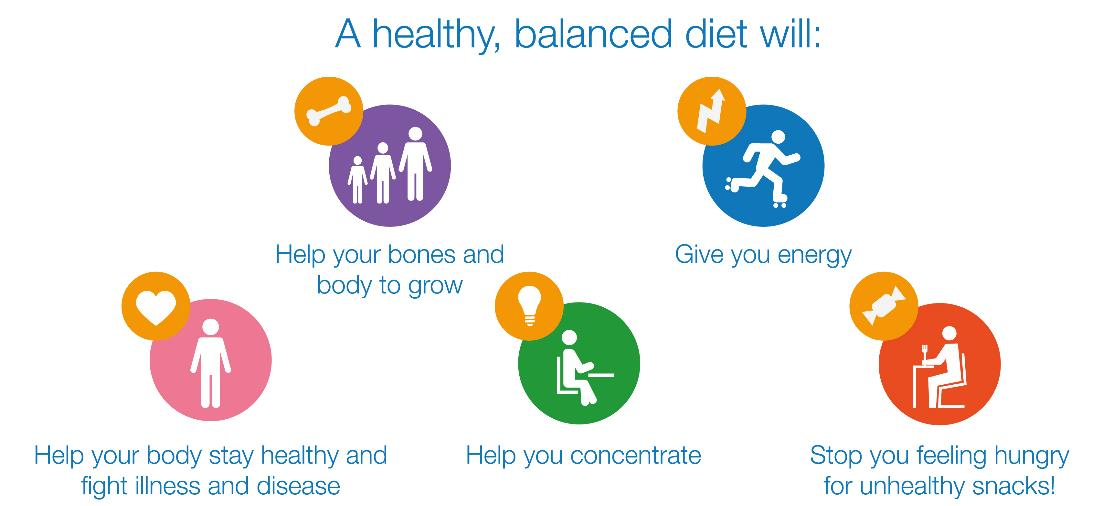 A healthy, balanced diet will:
Help your bones and
body to grow
Give you energy
Help your body stay healthy and
fight illness and disease
Help you concentrate
Stop you feeling hungry
for unhealthy snacks!